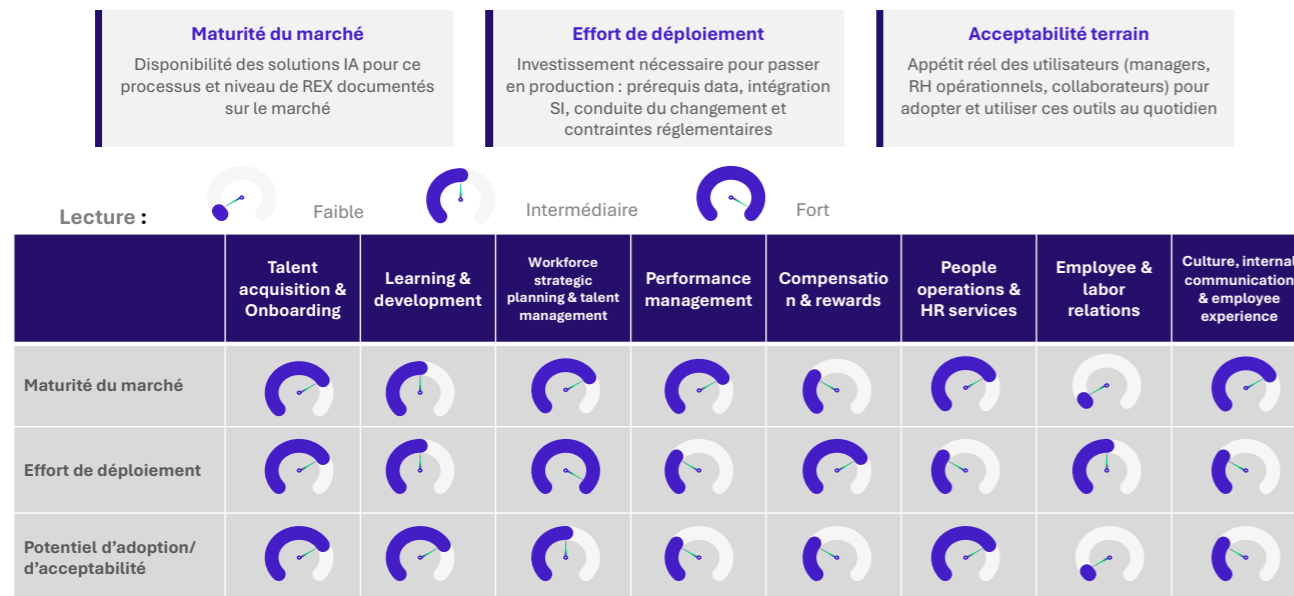 Maturité du marché
Disponibilité des solutions IA pour ce
processus et niveau de REX documentés
sur le marché
Effort de déploiement
Investissement nécessaire pour passer
en production : prérequis data, intégration
SI, conduite du changement et
contraintes réglementaires
Acceptabilité terrain
Appétit réel des utilisateurs (managers,
RH opérationnels, collaborateurs) pour
adopter et utiliser ces outils au quotidien
Lecture :
Faible
Intermédiaire
Fort
Talent
acquisition &
Onboarding
Learning &
development
Workforce
strategic
planning & talent
management
Performance
management
Compensatio
n & rewards
People
operations &
HR services
Employee &
labor
relations
Culture, internal
communication
& employee
experience
Maturité du marché
Effort de déploiement
Potentiel d’adoption/
d’acceptabilité